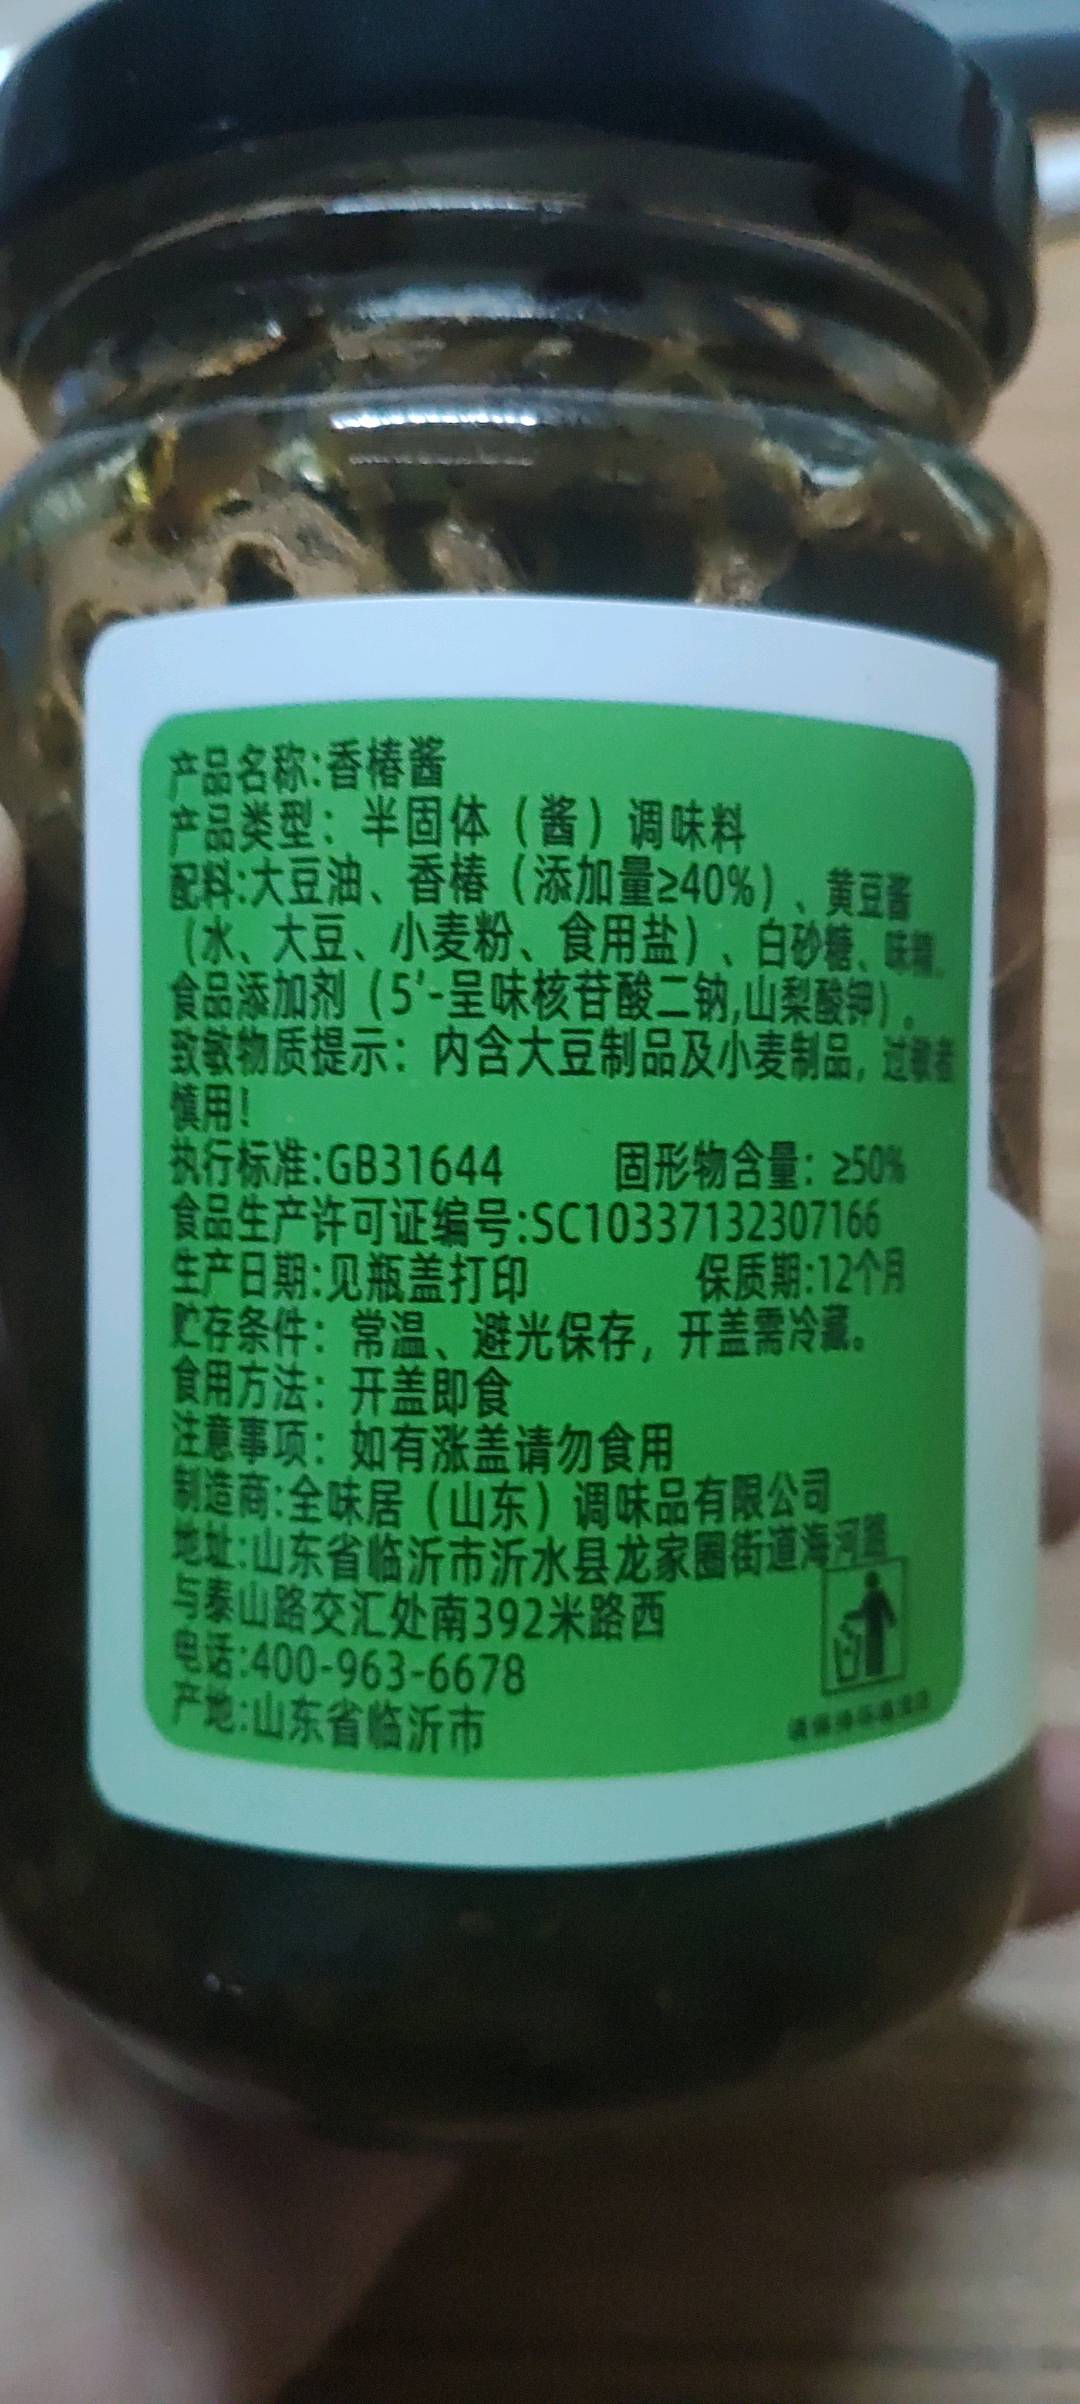 产品名称:香椿酱
产品类型：半固体（酱）调味料
配料:大豆油、香椿（添加量≥40%）、黄豆酱
（水、大豆、小麦粉、食用盐）、白砂糖、味精、
食品添加剂（5'-呈味核苷酸二钠,山梨酸钾）。
致敏物质提示：内含大豆制品及小麦制品，过敏者
慎用！
执行标准:GB31644 固形物含量：≥50%
食品生产许可证编号:SC10337132307166
生产日期:见瓶盖打印 保质期:12个月
贮存条件：常温、避光保存，开盖需冷藏。
食用方法：开盖即食
注意事项：如有涨盖请勿食用
制造商:全味居（山东）调味品有限公司
地址:山东省临沂市沂水县龙家圈街道海河路
与泰山路交汇处南392米路西
电话:400-963-6678
产地:山东省临沂市